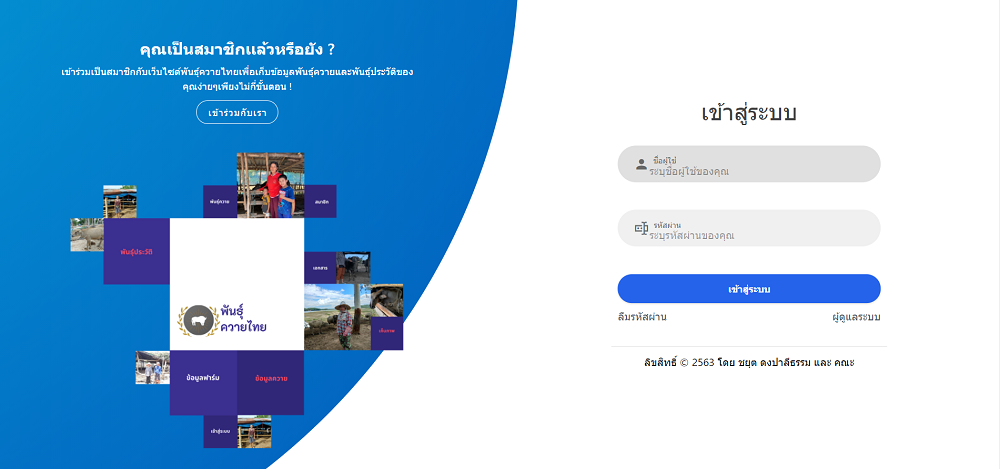 คุณเป็นสมาชิกแล้วหรือยัง ?
เข้าร่วมเป็นสมาชิกกับเว็บไซต์พันธุ์ควายไทยเพื่อเก็บข้อมูลพันธุ์ควายและพันธุ์ประวัติของ
คุณง่ายๆเพียงไม่กี่ขั้นตอน !
เข้าร่วมกับเรา
พันธุ์ควาย
สมาชิก
พันธุ์ประวัติ
เอกสาร
พันธุ์
ควายไทย
เส้นทาง
ข้อมูลฟาร์ม
ข้อมูลควาย
เข้าสู่ระบบ
เข้าสู่ระบบ
ชื่อผู้ใช้
ระบุชื่อผู้ใช้ของคุณ
รหัสผ่าน
ระบุรหัสผ่านของคุณ
เข้าสู่ระบบ
ลืมรหัสผ่าน
ผู้ดูแลระบบ
ลิขสิทธิ์ © 2563 โดย ชยุต ดงปาลีธรรม และ คณะ